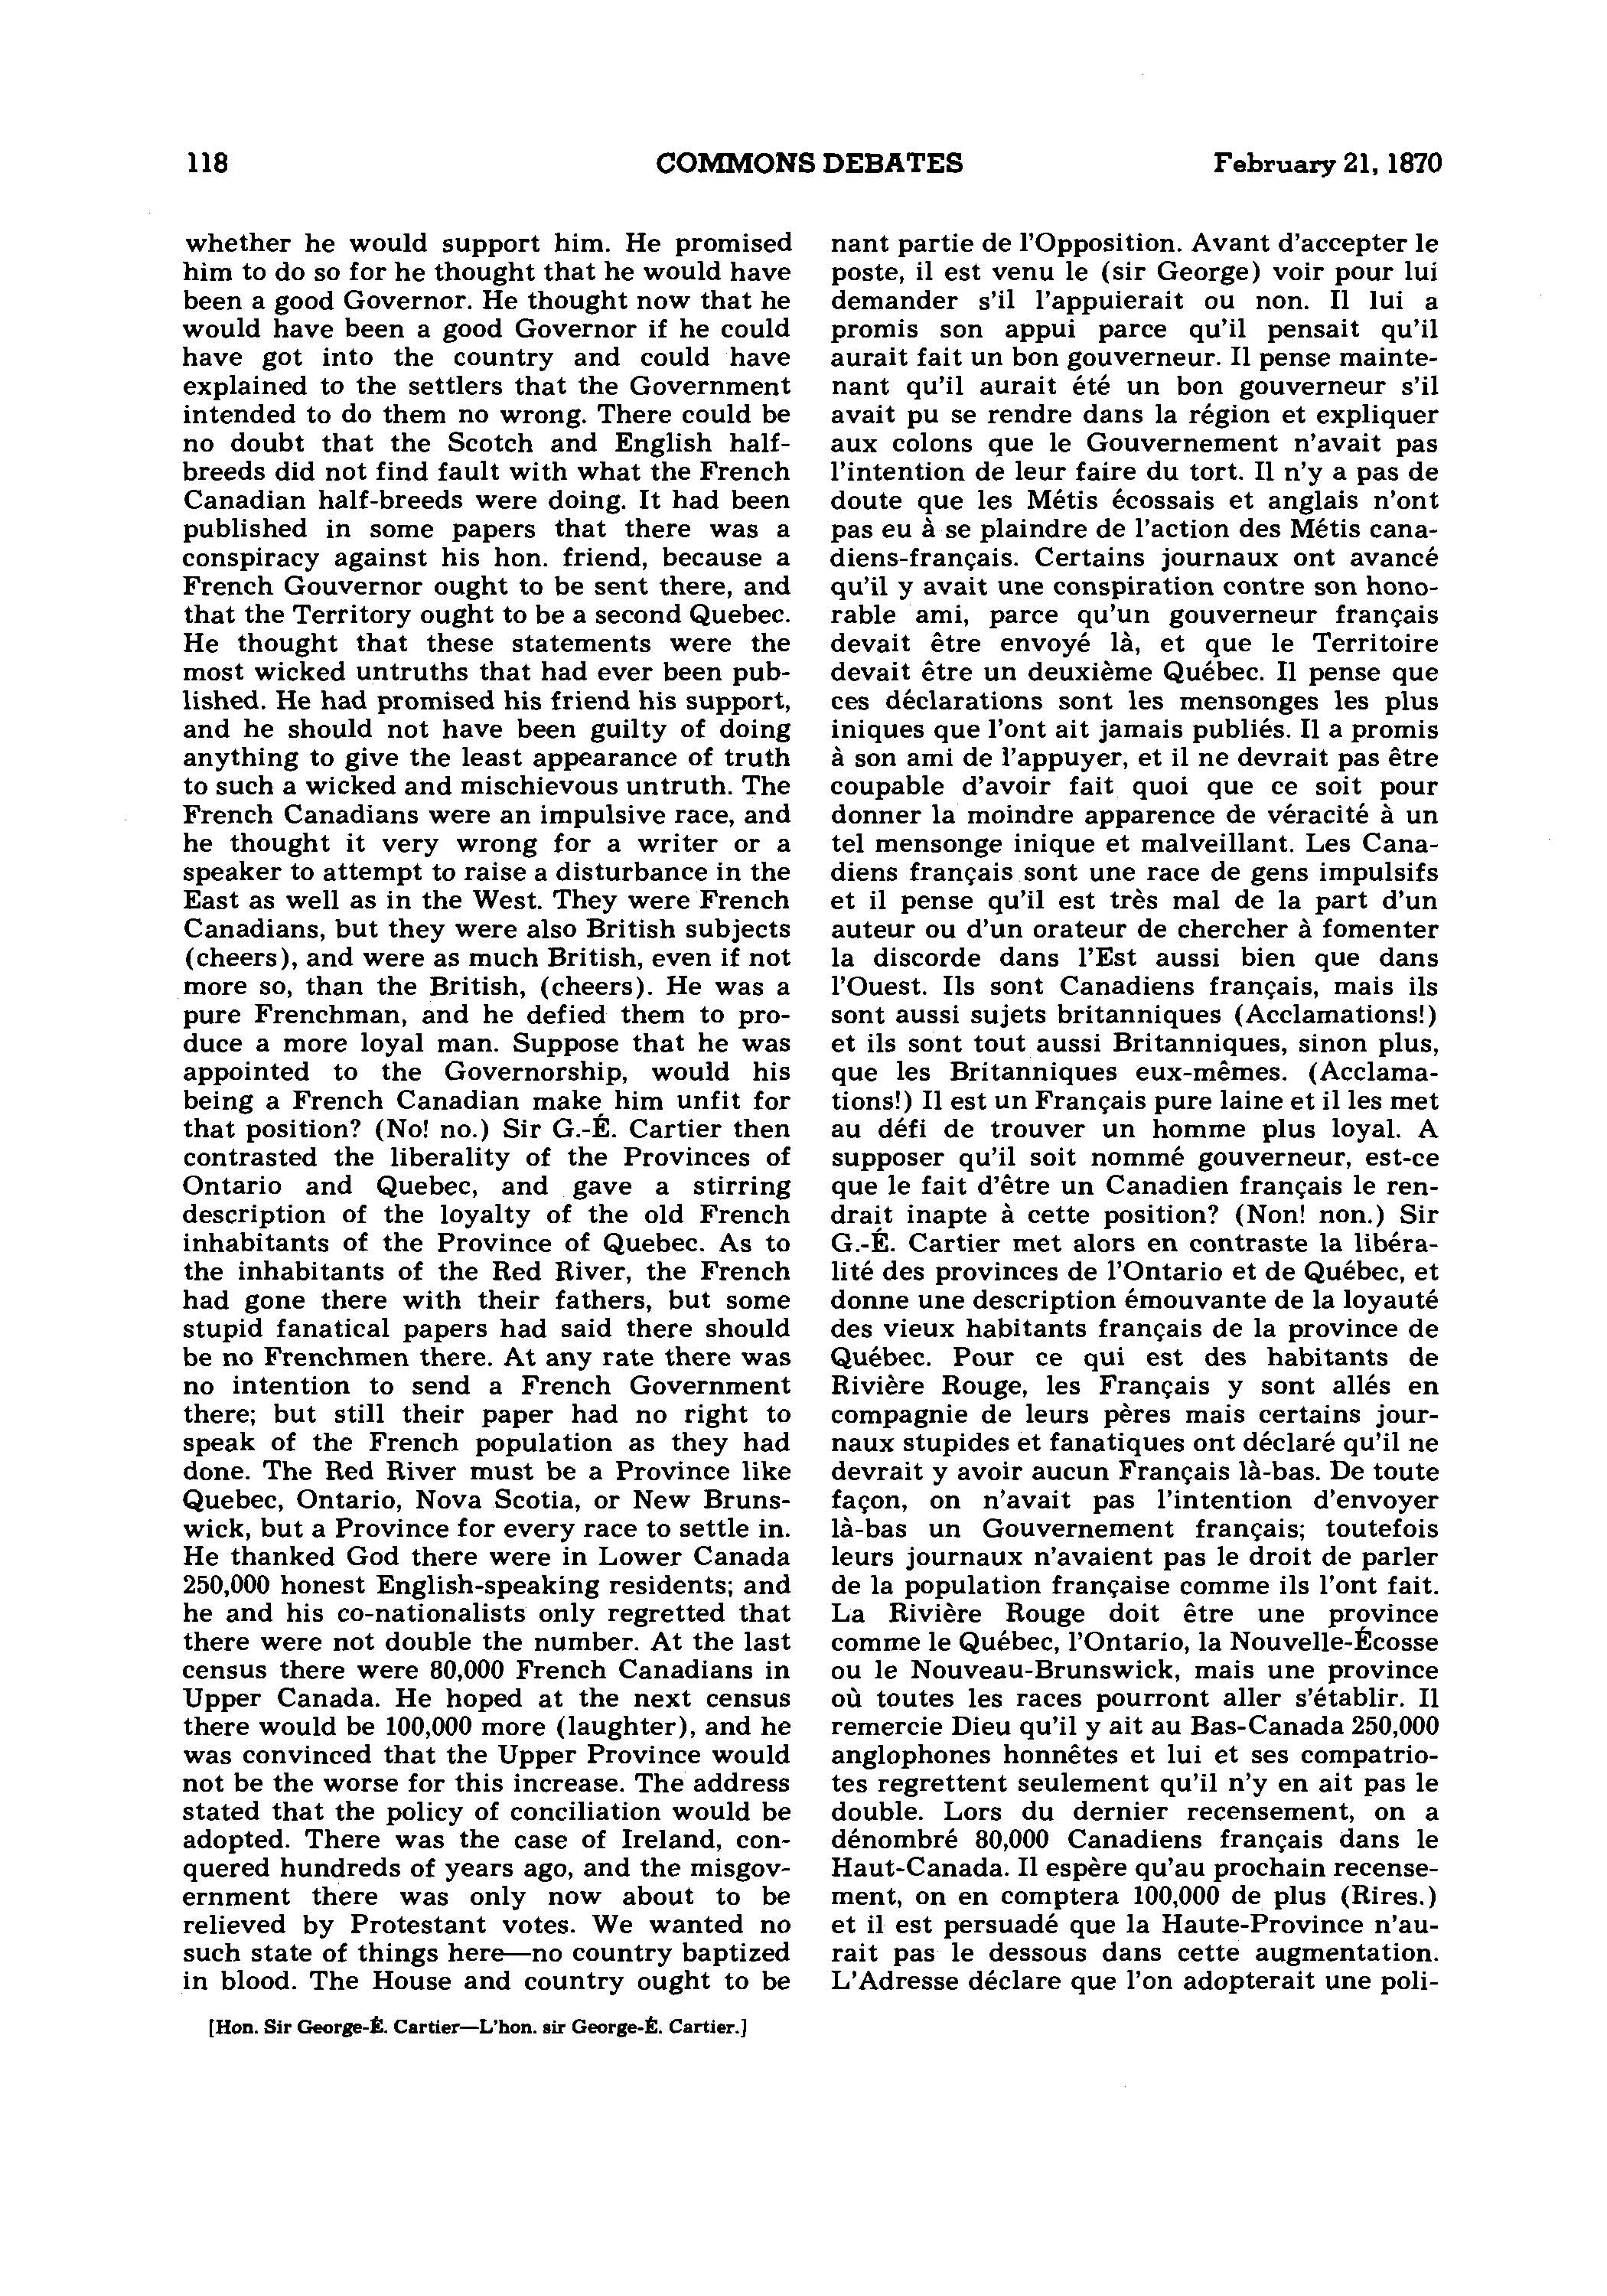 118 COMMONS DEBATES February 21, 1870
whether he would support him. He promised
him to do so for he thought that he would have
been a good Governor. He thought now that he
would have been a good Governor if he could
have got into the country and could have
explained to the settlers that the Government
intended to do them no wrong. There could be
no doubt that the Scotch and English half-
breeds did not find fault with what the French
Canadian half-breeds were doing. It had been
published in some papers that there was a
conspiracy against his hon. friend, because a
French Gouvernor ought to be sent there, and
that the Territory ought to be a second Quebec.
He thought that these statements were the
most wicked untruths that had ever been pub-
lished. He had promised his friend his support,
and he should not have been guilty of doing
anything to give the least appearance of truth
to such a wicked and mischievous untruth. The
French Canadians were an impulsive race, and
he thought it very wrong for a writer or a
speaker to attempt to raise a disturbance in the
East as well as in the West. They were French
Canadians, but they were also British subjects
(cheers), and were as much British, even if not
more so, than the British, (cheers). He was a
pure Frenchman, and he defied them to pro-
duce a more loyal man. Suppose that he was
appointed to the Governorship, would his
being a French Canadian make him unfit for
that position? (No! no.) Sir G.-É. Cartier then
contrasted the liberality of the Provinces of
Ontario and Quebec, and gave a stirring
description of the loyalty of the old French
inhabitants of the Province of Quebec. As to
the inhabitants of the Red River, the French
had gone there with their fathers, but some
stupid fanatical papers had said there should
be no Frenchmen there. At any rate there was
no intention to send a French Government
there; but still their paper had no right to
speak of the French population as they had
done. The Red River must be a Province like
Quebec, Ontario, Nova Scotia, or New Bruns-
wick, but a Province for every race to settle in.
He thanked God there were in Lower Canada
250,000 honest English-speaking residents; and
he and his co-nationalists only regretted that
there were not double the number. At the last
census there were 80,000 French Canadians in
Upper Canada. He hoped at the next census
there would be 100,000 more (laughter), and he
was convinced that the Upper Province would
not be the worse for this increase. The address
stated that the policy of conciliation would be
adopted. There was the case of Ireland, con-
quered hundreds of years ago, and the misgov-
ernment there was only now about to be
relieved by Protestant votes. We wanted no
such state of things here—no country baptized
in blood. The House and country ought to be
nant partie de l'Opposition. Avant d'accepter le
poste, il est venu le (sir George) voir pour lui
demander s'il l'appuierait ou non. Il lui a
promis son appui parce qu'il pensait qu'il
aurait fait un bon gouverneur. Il pense mainte-
nant qu'il aurait été un bon gouverneur s'il
avait pu se rendre dans la région et expliquer
aux colons que le Gouvernement n'avait pas
l'intention de leur faire du tort. Il n'y a pas de
doute que les Métis écossais et anglais n'ont
pas eu à se plaindre de l'action des Métis cana-
diens-français. Certains journaux ont avancé
qu'il y avait une conspiration contre son hono-
rable ami, parce qu'un gouverneur français
devait être envoyé là, et que le Territoire
devait être un deuxième Québec. Il pense que
ces déclarations sont les mensonges les plus
iniques que l'ont ait jamais publiés. Il a promis
à son ami de l'appuyer, et il ne devrait pas être
coupable d'avoir fait quoi que ce soit pour
donner la moindre apparence de véracité à un
tel mensonge inique et malveillant. Les Cana-
diens français sont une race de gens impulsifs
et il pense qu'il est très mal de la part d'un
auteur ou d'un orateur de chercher à fomenter
la discorde dans l'Est aussi bien que dans
l'Ouest. Ils sont Canadiens français, mais ils
sont aussi sujets britanniques (Acclamations!)
et ils sont tout aussi Britanniques, sinon plus,
que les Britanniques eux-mêmes. (Acclama-
tions!) Il est un Français pure laine et il les met
au défi de trouver un homme plus loyal. A
supposer qu'il soit nommé gouverneur, est-ce
que le fait d'être un Canadien français le ren-
drait inapte à cette position? (Non! non.) Sir
G.-É. Cartier met alors en contraste la libéra-
lité des provinces de l'Ontario et de Québec, et
donne une description émouvante de la loyauté
des vieux habitants français de la province de
Québec. Pour ce qui est des habitants de
Rivière Rouge, les Français y sont allés en
compagnie de leurs pères mais certains jour-
naux stupides et fanatiques ont déclaré qu'il ne
devrait y avoir aucun Français là-bas. De toute
façon, on n'avait pas l'intention d'envoyer
là-bas un Gouvernement français; toutefois
leurs journaux n'avaient pas le droit de parler
de la population française comme ils l'ont fait.
La Rivière Rouge doit être une province
comme le Québec, l'Ontario, la Nouvelle-Écosse
ou le Nouveau-Brunswick, mais une province
où toutes les races pourront aller s'établir. Il
remercie Dieu qu'il y ait au Bas-Canada 250,000
anglophones honnêtes et lui et ses compatrio-
tes regrettent seulement qu'il n'y en ait pas le
double. Lors du dernier recensement, on a
dénombré 80,000 Canadiens français dans le
Haut-Canada. Il espère qu'au prochain recense-
ment, on en comptera 100,000 de plus (Rires.)
et il est persuadé que la Haute-Province n'au-
rait pas le dessous dans cette augmentation.
L'Adresse déclare que l'on adopterait une poli-
[Hon. Sir George-É. Cartier—L'hon. sir George-É. Cartier.]